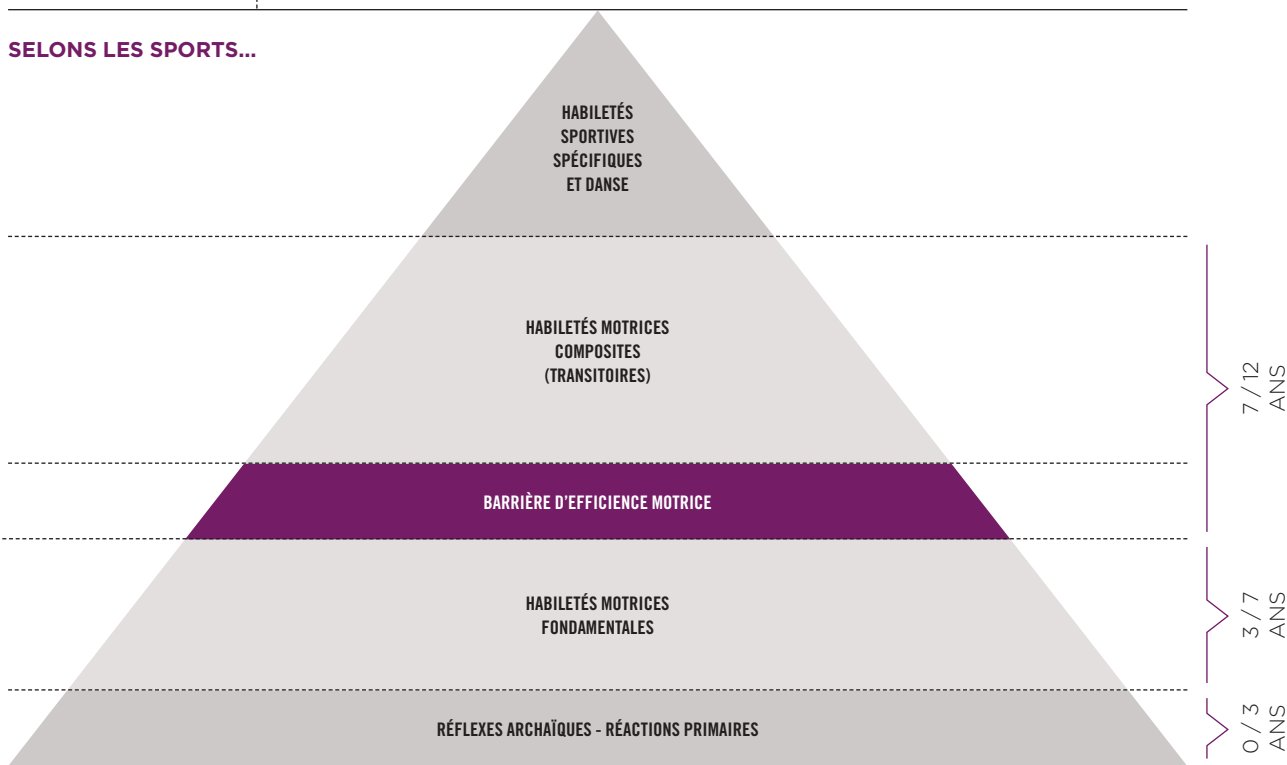 SELONS LES SPORTS...
HABILETÉS
SPORTIVES
SPÉCIFIQUES
ET DANSE
HABILETÉS MOTRICES
COMPOSITES
(TRANSITOIRES)
7 / 12
ANS
BARRIÈRE D'EFFICIENCE MOTRICE
HABILETÉS MOTRICES
FONDAMENTALES
3 / 7
ANS
RÉFLEXES ARCHAÏQUES - RÉACTIONS PRIMAIRES
0 / 3
ANS